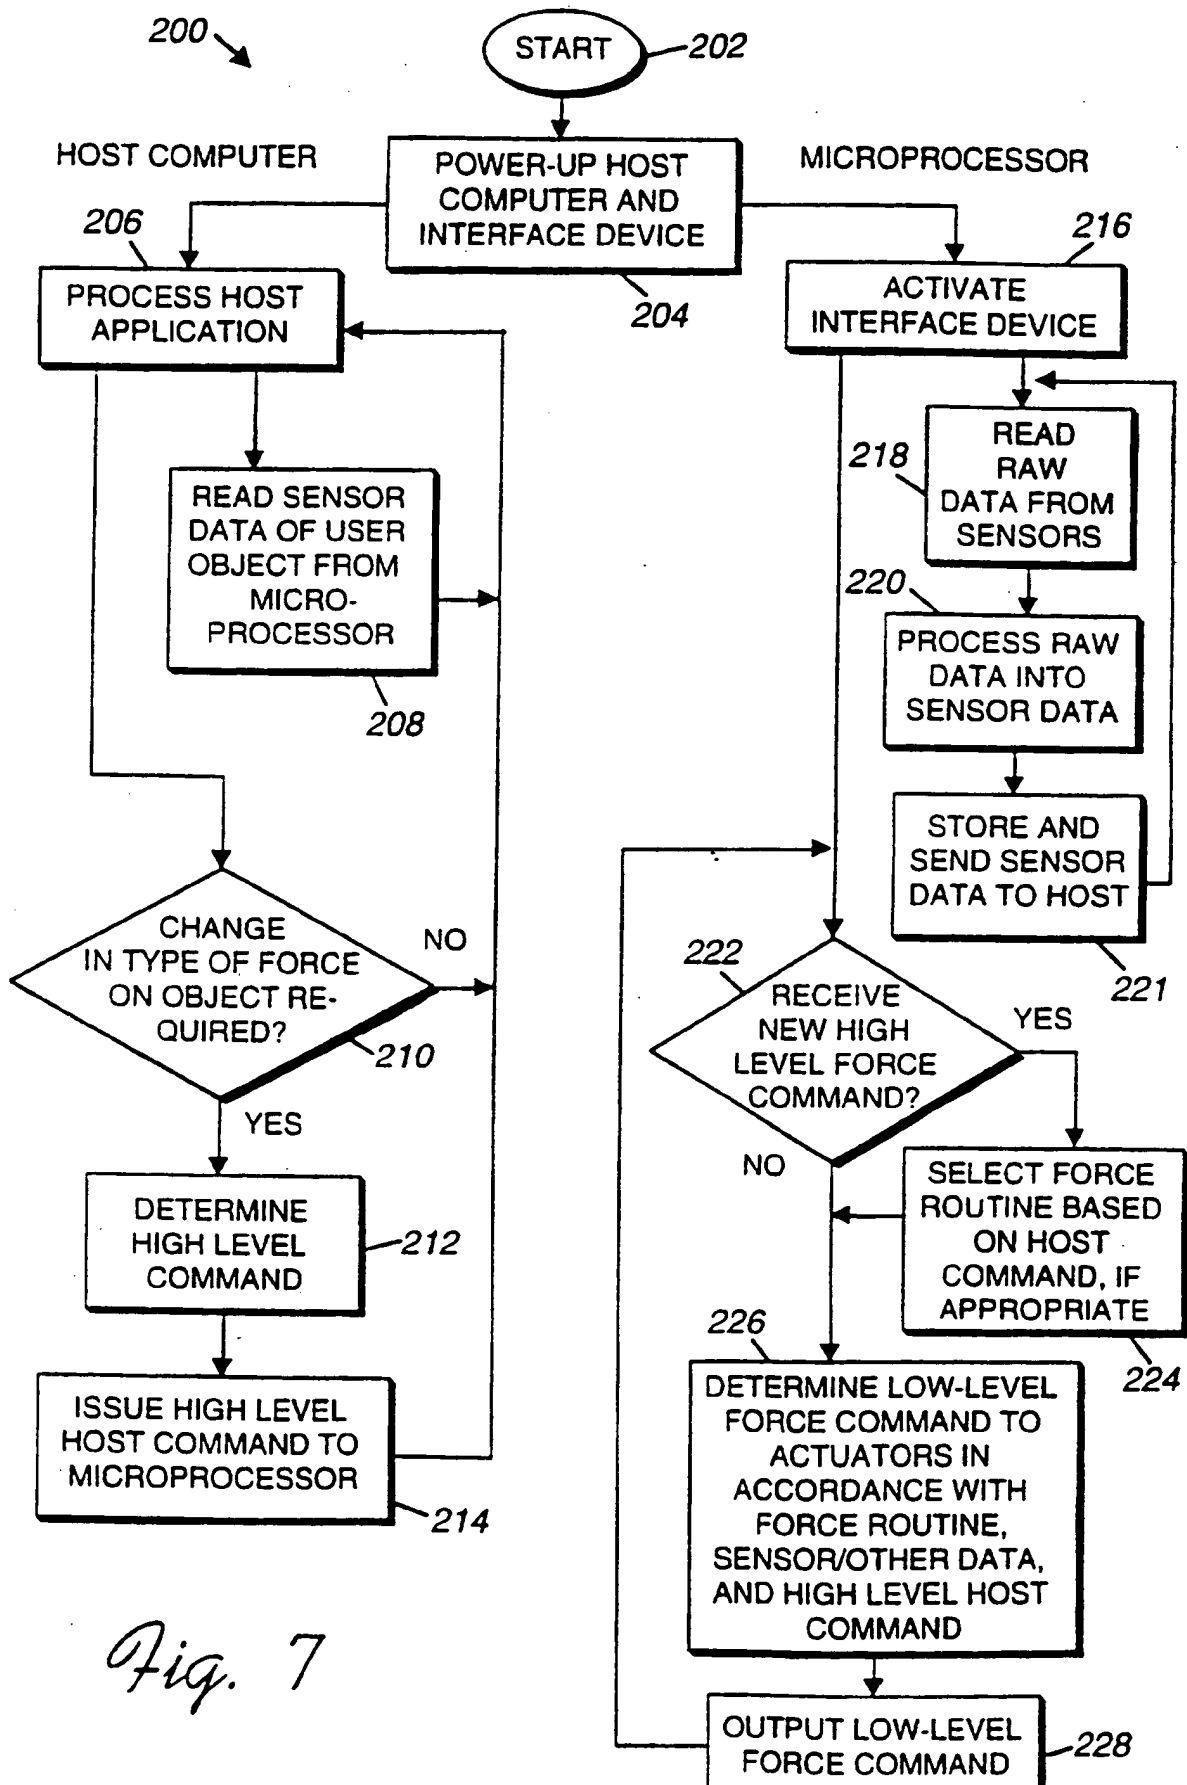 200
START
202
HOST COMPUTER
POWER-UP HOST
COMPUTER AND
INTERFACE DEVICE
204
MICROPROCESSOR
206
PROCESS HOST
APPLICATION
READ SENSOR
DATA OF USER
OBJECT FROM
MICRO-
PROCESSOR
208
CHANGE
IN TYPE OF FORCE
ON OBJECT RE-
QUIRED?
210
NO
YES
DETERMINE
HIGH LEVEL
COMMAND
212
ISSUE HIGH LEVEL
HOST COMMAND TO
MICROPROCESSOR
214
216
ACTIVATE
INTERFACE DEVICE
218
READ
RAW
DATA FROM
SENSORS
220
PROCESS RAW
DATA INTO
SENSOR DATA
STORE AND
SEND SENSOR
DATA TO HOST
221
222
RECEIVE
NEW HIGH
LEVEL FORCE
COMMAND?
YES
NO
SELECT FORCE
ROUTINE BASED
ON HOST
COMMAND, IF
APPROPRIATE
224
226
DETERMINE LOW-LEVEL
FORCE COMMAND TO
ACTUATORS IN
ACCORDANCE WITH
FORCE ROUTINE,
SENSOR/OTHER DATA,
AND HIGH LEVEL HOST
COMMAND
OUTPUT LOW-LEVEL
FORCE COMMAND
228
Fig. 7